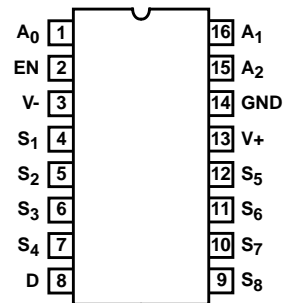 A0 1 16 A1
EN 2 15 A2
V- 3 14 GND
S1 4 13 V+
S2 5 12 S5
S3 6 11 S6
S4 7 10 S7
D 8 9 S8